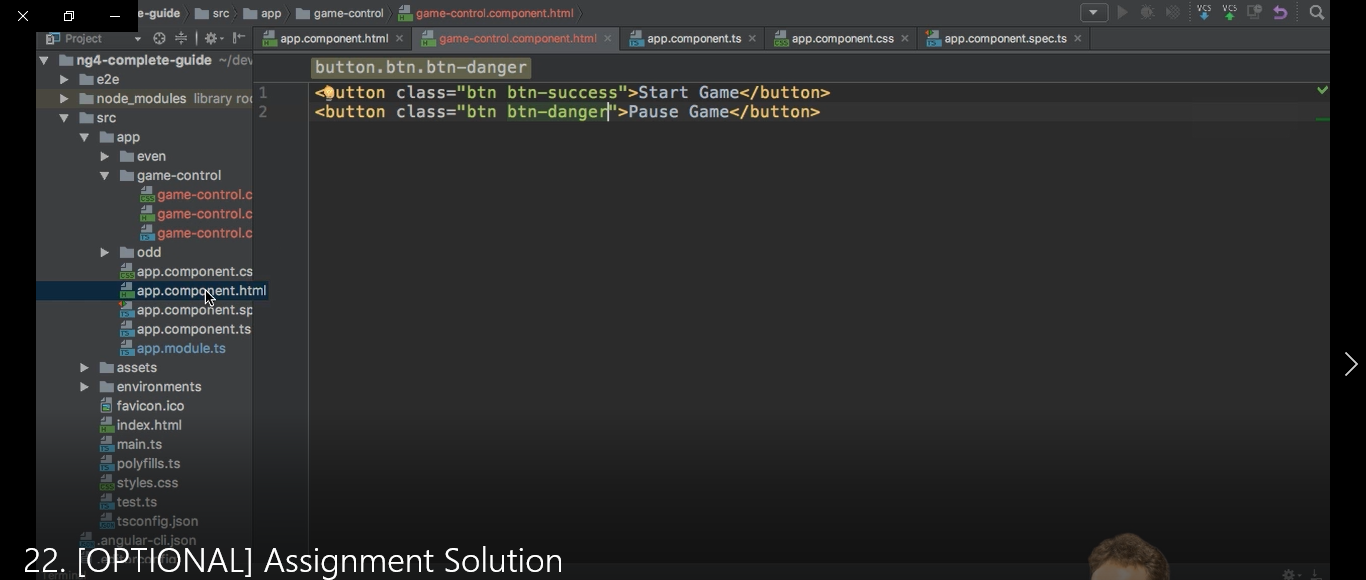 e-guide src app game-control game-control.component.html
VCS VCS
Project app.component.html game-control.component.html app.component.ts app.component.css app.component.spec.ts
ng4-complete-guide ~/dev
button.btn.btn-danger
e2e
1 <button class="btn btn-success">Start Game</button>
node_modules library roo
2 <button class="btn btn-danger">Pause Game</button>
src
app
even
game-control
game-control.c
game-control.c
game-control.c
odd
app.component.cs
app.component.html
app.component.sp
app.component.ts
app.module.ts
assets
environments
favicon.ico
index.html
main.ts
polyfills.ts
styles.css
test.ts
tsconfig.json
.angular-cli.json
22. [OPTIONAL] Assignment Solution